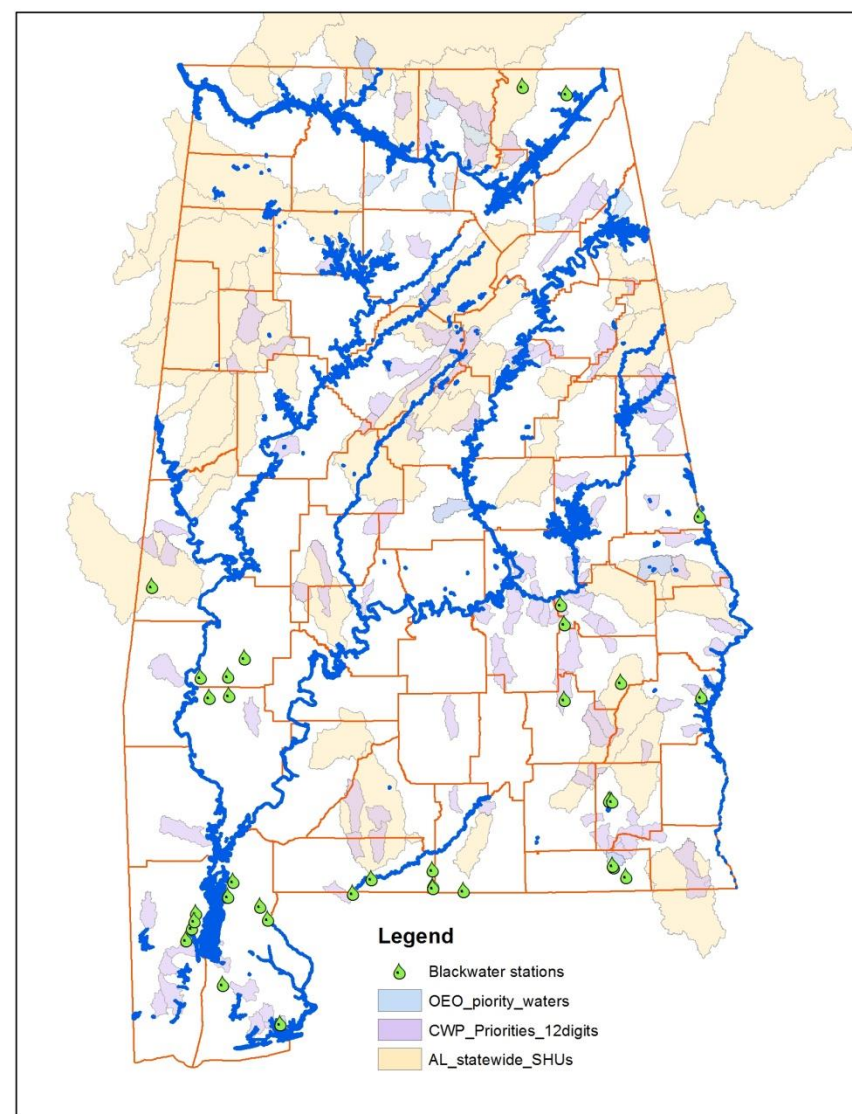 Legend
Blackwater stations
OEO_piority_waters
CWP_Priorities_12digits
AL_statewide_SHUs